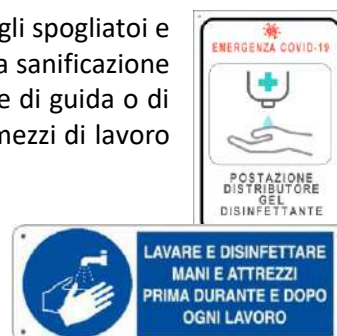 gli spogliatoi e
a sanificazione
e di guida o di
mezzi di lavoro
EMERGENZA COVID-19
POSTAZIONE
DISTRIBUTORE
GEL
DISINFETTANTE
LAVARE E DISINFETTARE
MANI E ATTREZZI
PRIMA DURANTE E DOPO
OGNI LAVORO